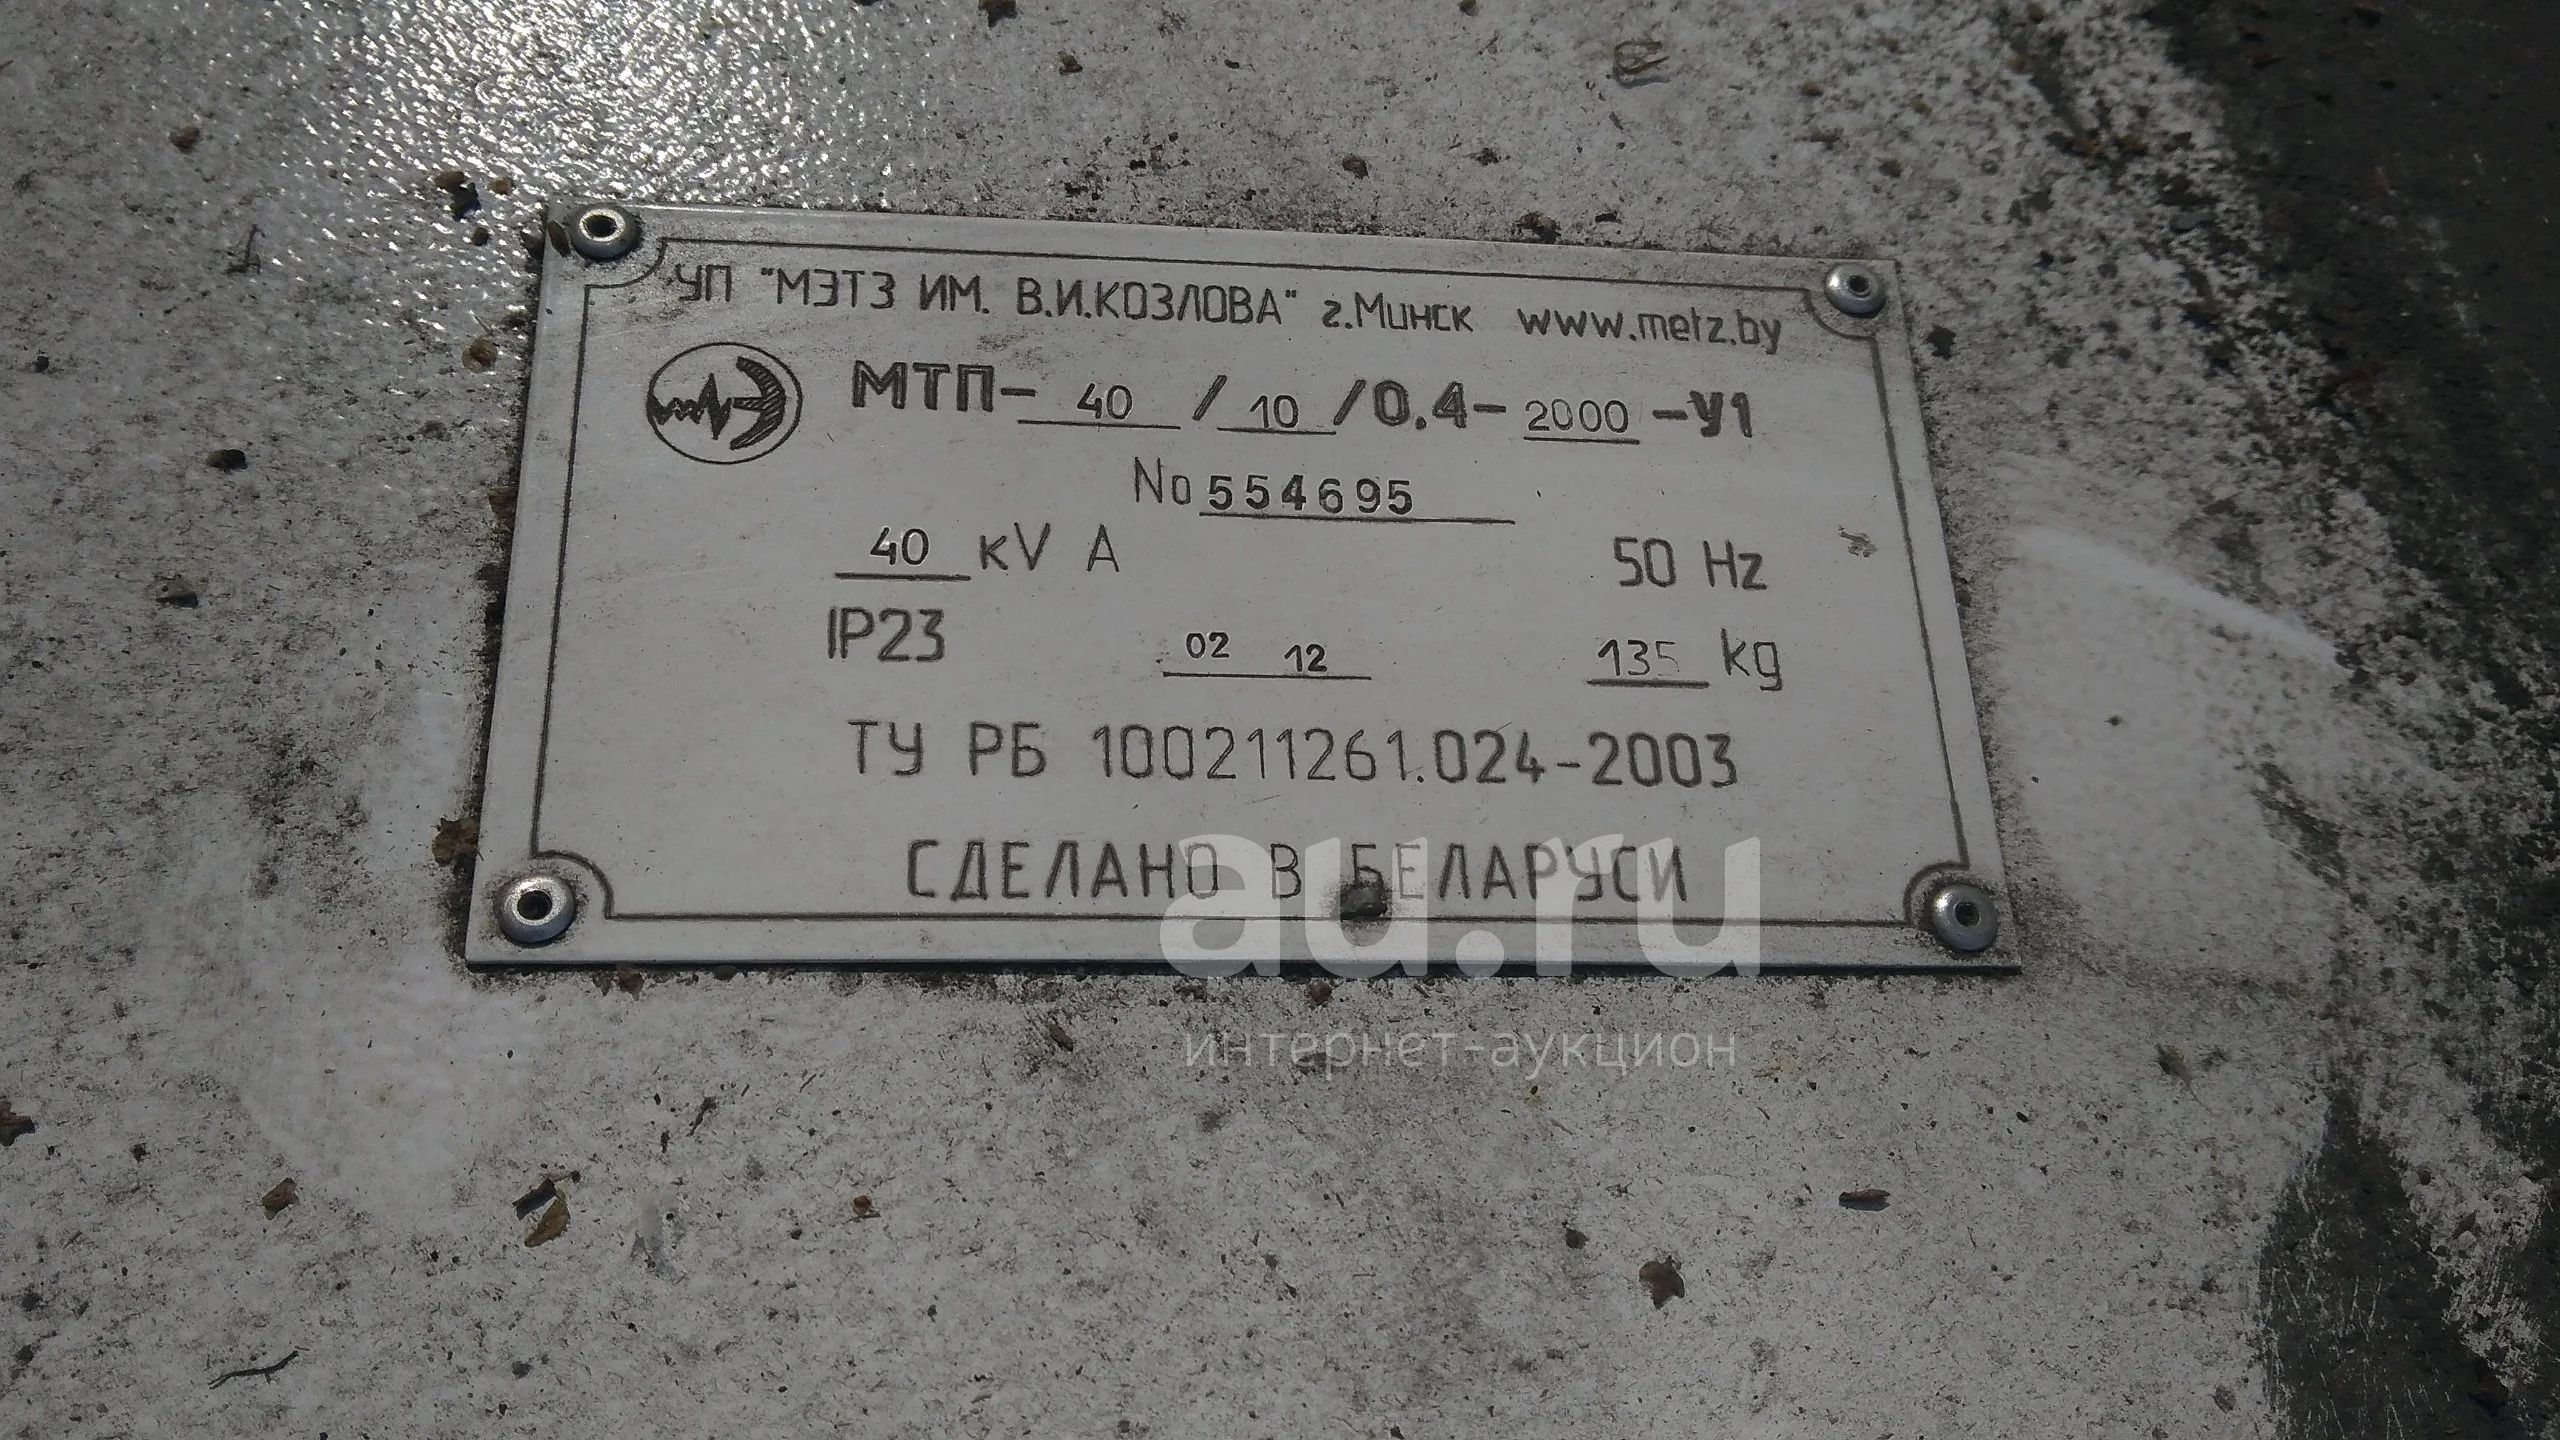 УП "МЭТЗ ИМ. В.И.КОЗЛОВА" г.Минск www.metz.by
МТП- 40 / 10 /0.4- 2000 -У1
No 554695
40 кV A 50 Hz
IP23 02 12 135 kg
ТУ РБ 100211261.024-2003
СДЕЛАНО В БЕЛАРУСИ
au.ru
интернет-аукцион